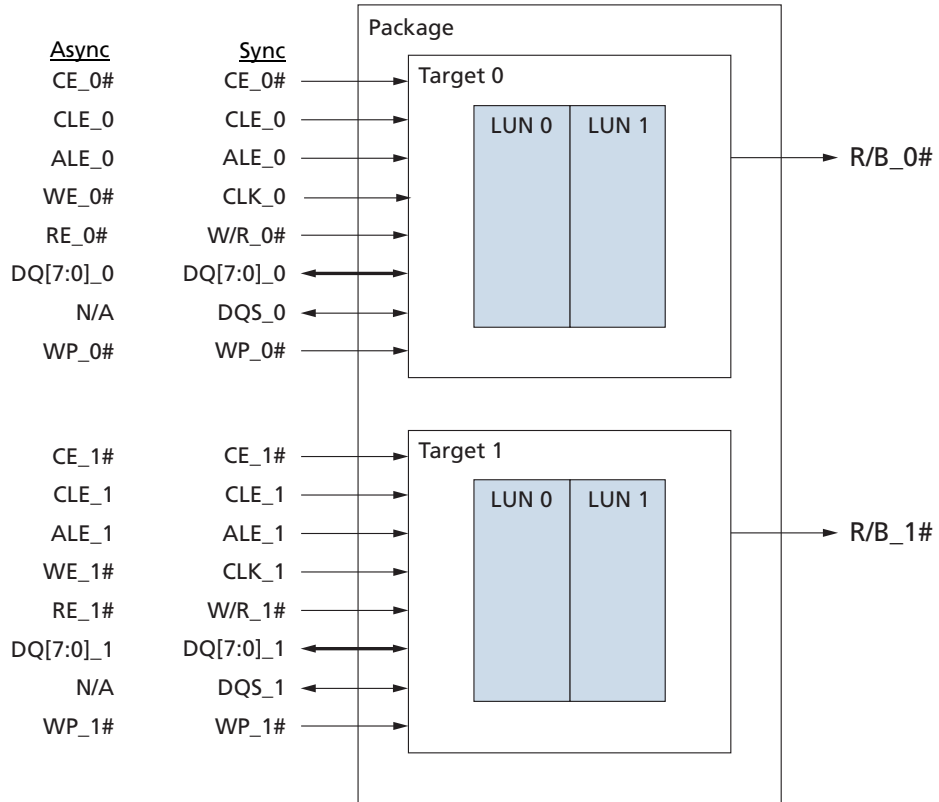 Package
Async Sync
Target 0
CE_0# CE_0#
CLE_0 CLE_0
LUN 0 LUN 1
ALE_0 ALE_0
R/B_0#
WE_0# CLK_0
RE_0# W/R_0#
DQ[7:0]_0 DQ[7:0]_0
N/A DQS_0
WP_0# WP_0#
Target 1
CE_1# CE_1#
CLE_1 CLE_1
LUN 0 LUN 1
ALE_1 ALE_1
R/B_1#
WE_1# CLK_1
RE_1# W/R_1#
DQ[7:0]_1 DQ[7:0]_1
N/A DQS_1
WP_1# WP_1#